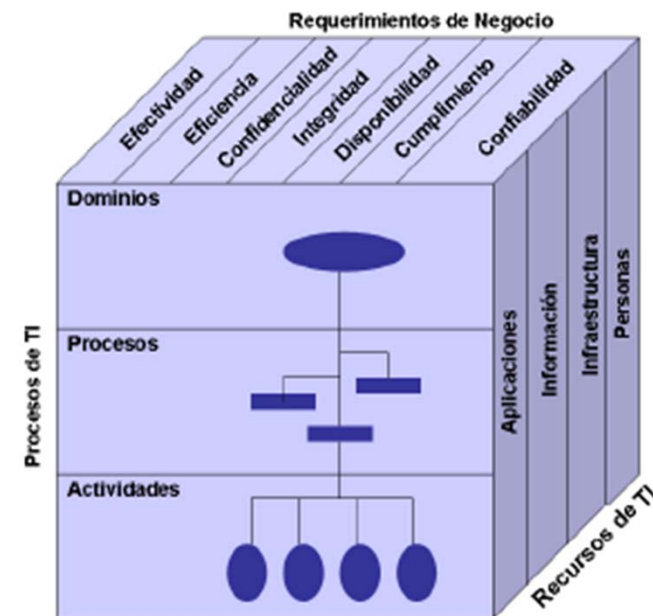 Requerimientos de Negocio
Efectividad
Eficiencia
Confidencialidad
Integridad
Disponibilidad
Cumplimiento
Confiabilidad
Dominios
Procesos
Actividades
Procesos de TI
Aplicaciones
Información
Infraestructura
Personas
Recursos de TI